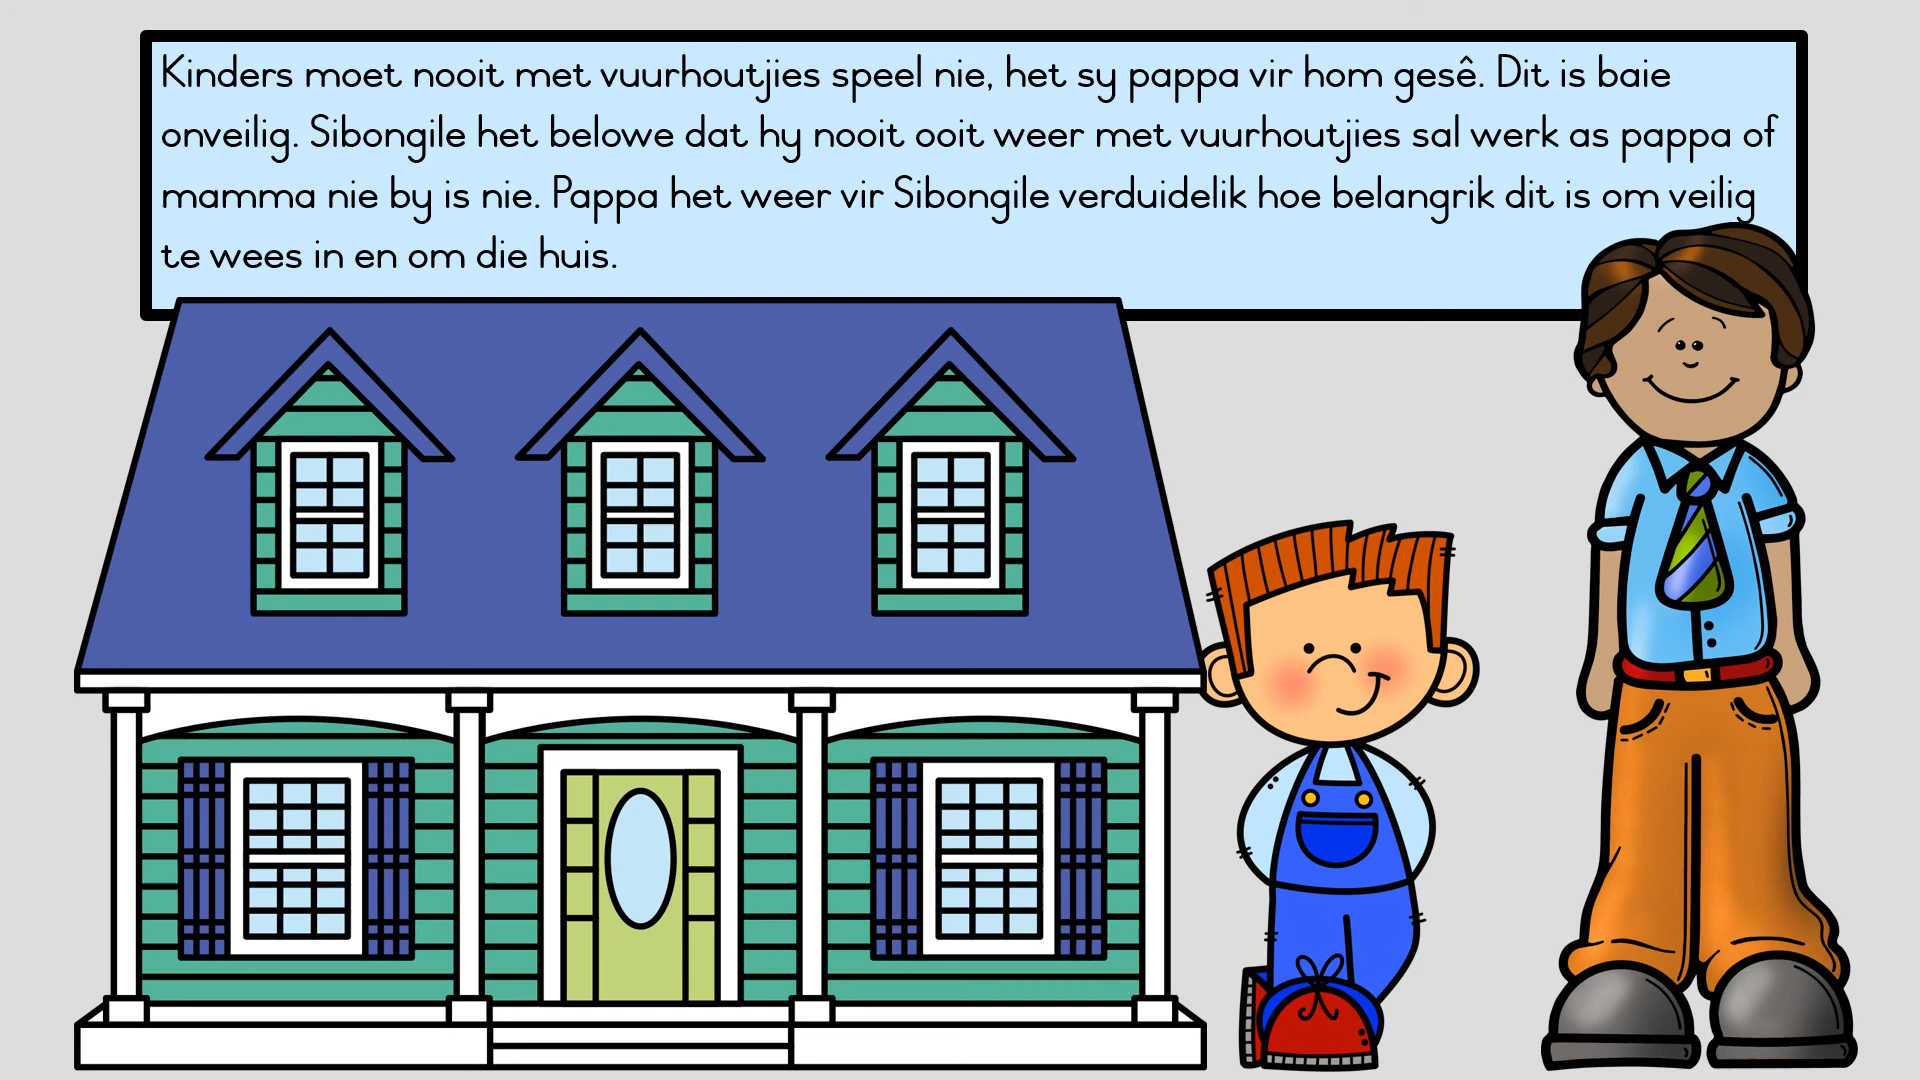 Kinders moet nooit met vuurhoutjies speel nie, het sy pappa vir hom gesê. Dit is baie
onveilig. Sibongile het belowe dat hy nooit ooit weer met vuurhoutjies sal werk as pappa of
mamma nie by is nie. Pappa het weer vir Sibongile verduidelik hoe belangrik dit is om veilig
te wees in en om die huis.